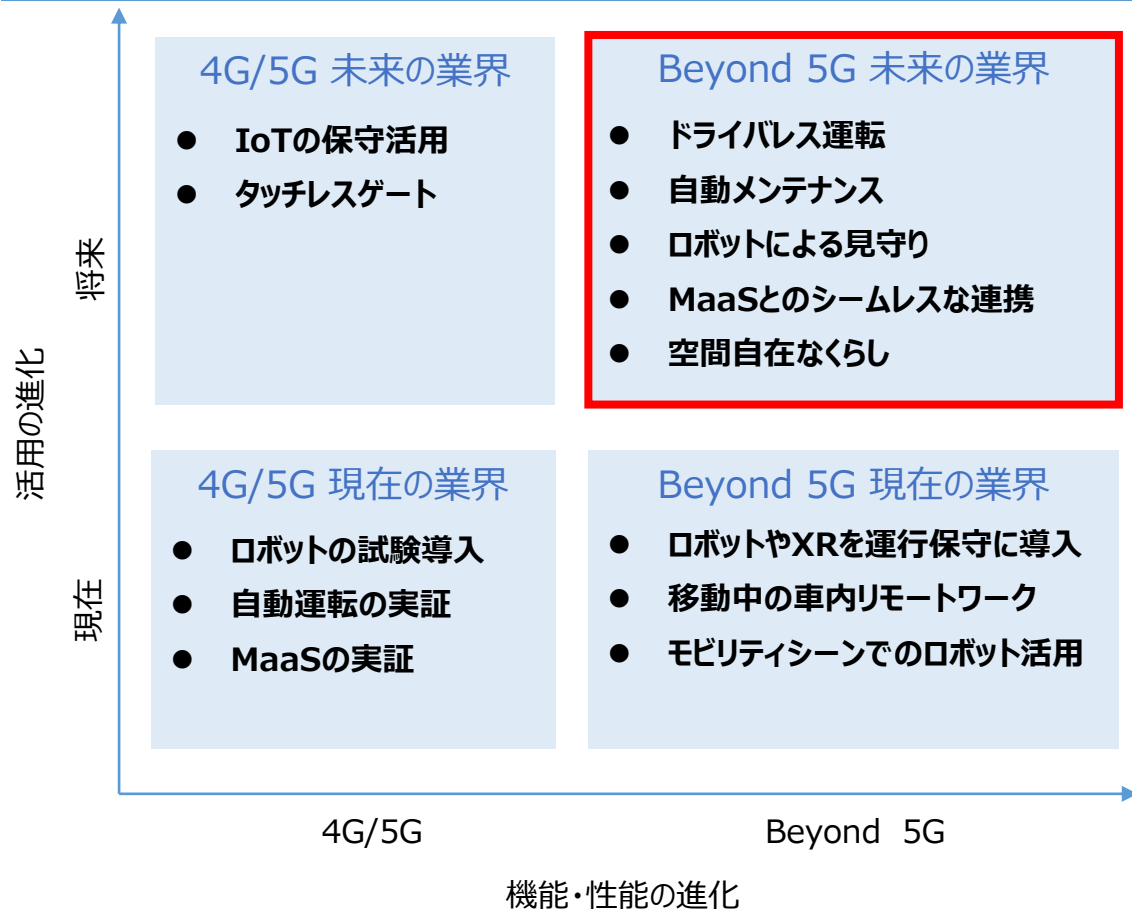 4G/5G 未来の業界
● IoTの保守活用
● タッチレスゲート
Beyond 5G 未来の業界
● ドライバレス運転
● 自動メンテナンス
● ロボットによる見守り
● MaaSとのシームレスな連携
● 空間自在なくらし
将来
活用の進化
現在
4G/5G 現在の業界
● ロボットの試験導入
● 自動運転の実証
● MaaSの実証
Beyond 5G 現在の業界
● ロボットやXRを運行保守に導入
● 移動中の車内リモートワーク
● モビリティシーンでのロボット活用
4G/5G
Beyond 5G
機能・性能の進化